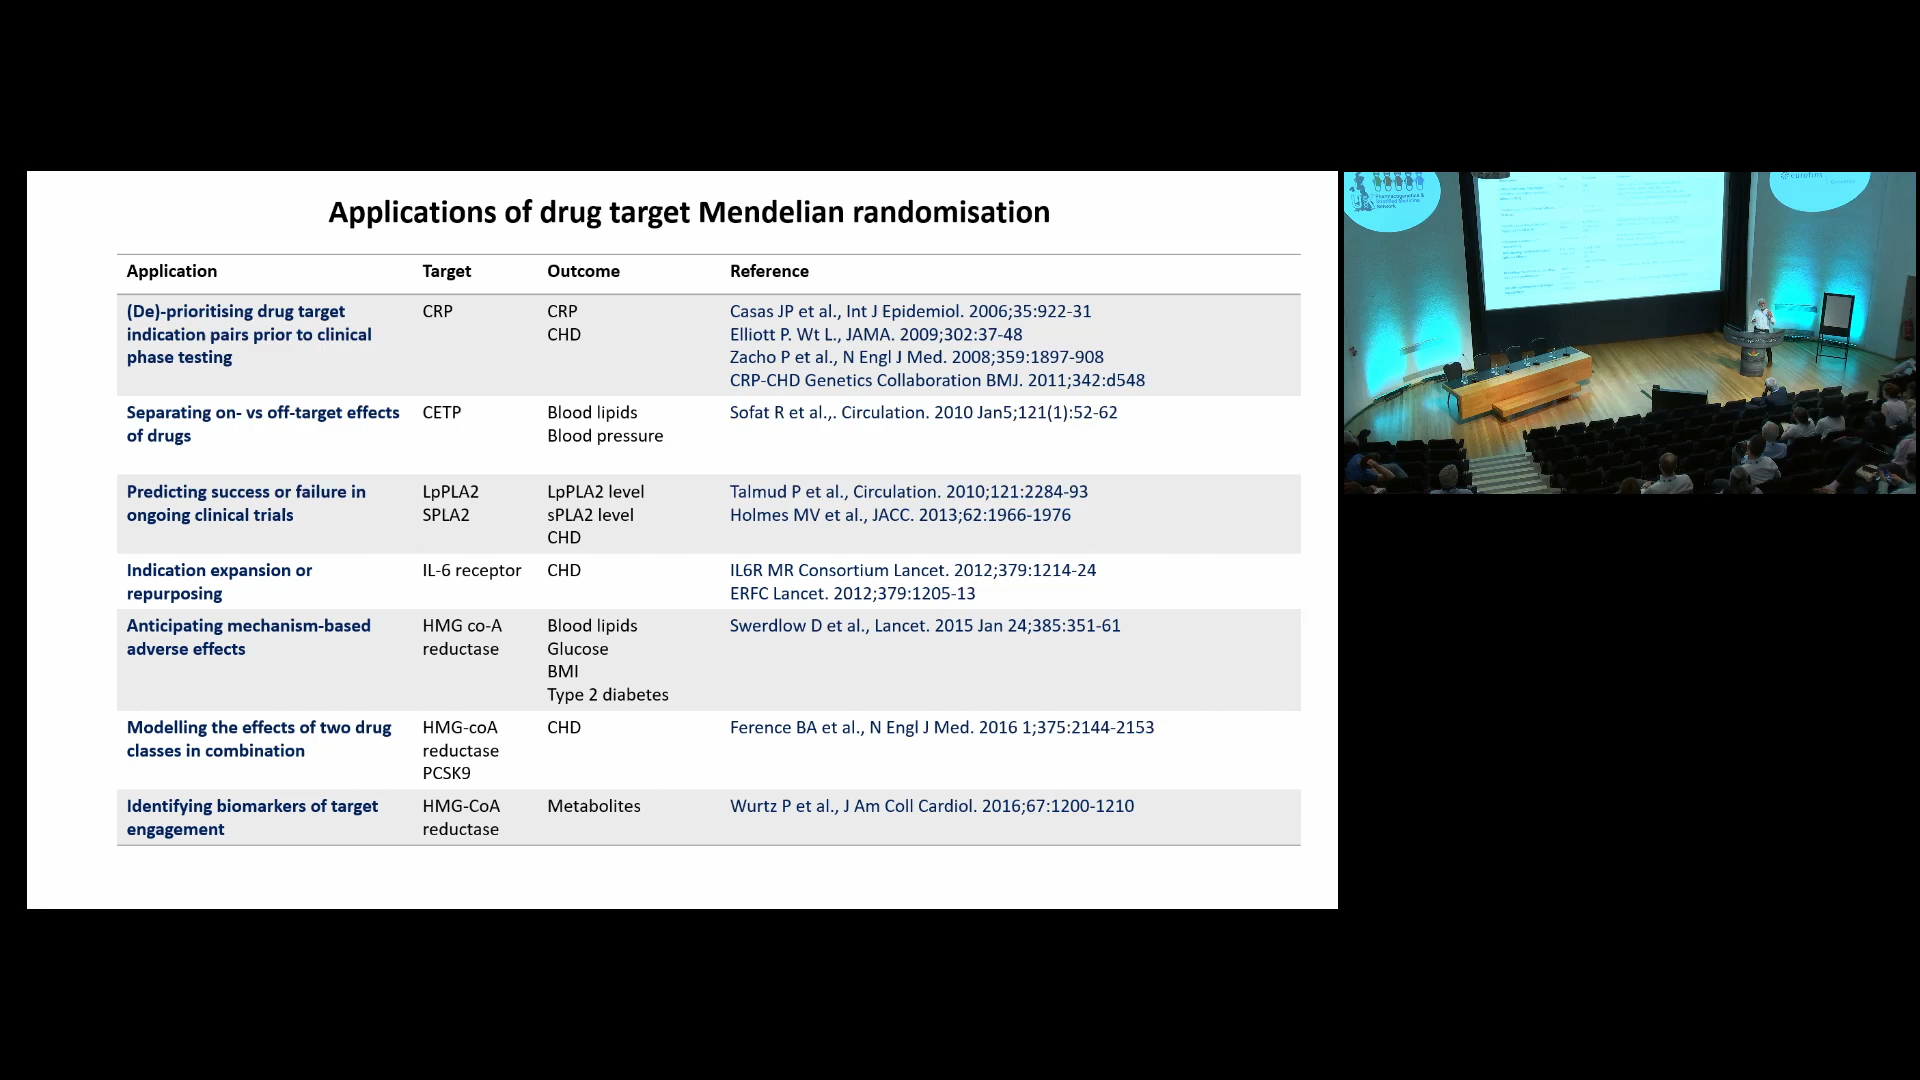 Applications of drug target Mendelian randomisation
Application Target Outcome Reference
(De)-prioritising drug target CRP CRP Casas JP et al., Int J Epidemiol. 2006;35:922-31
indication pairs prior to clinical CHD Elliott P. Wt L., JAMA. 2009;302:37-48
phase testing Zacho P et al., N Engl J Med. 2008;359:1897-908
CRP-CHD Genetics Collaboration BMJ. 2011;342:d548
Separating on- vs off-target effects CETP Blood lipids Sofat R et al.,. Circulation. 2010 Jan5;121(1):52-62
of drugs Blood pressure
Predicting success or failure in LpPLA2 LpPLA2 level Talmud P et al., Circulation. 2010;121:2284-93
ongoing clinical trials SPLA2 sPLA2 level Holmes MV et al., JACC. 2013;62:1966-1976
CHD
Indication expansion or IL-6 receptor CHD IL6R MR Consortium Lancet. 2012;379:1214-24
repurposing ERFC Lancet. 2012;379:1205-13
Anticipating mechanism-based HMG co-A Blood lipids Swerdlow D et al., Lancet. 2015 Jan 24;385:351-61
adverse effects reductase Glucose
BMI
Type 2 diabetes
Modelling the effects of two drug HMG-coA CHD Ference BA et al., N Engl J Med. 2016 1;375:2144-2153
classes in combination reductase
PCSK9
Identifying biomarkers of target HMG-CoA Metabolites Wurtz P et al., J Am Coll Cardiol. 2016;67:1200-1210
engagement reductase
Pharmacogenetics &
Stratified Medicine
Network
eurofins